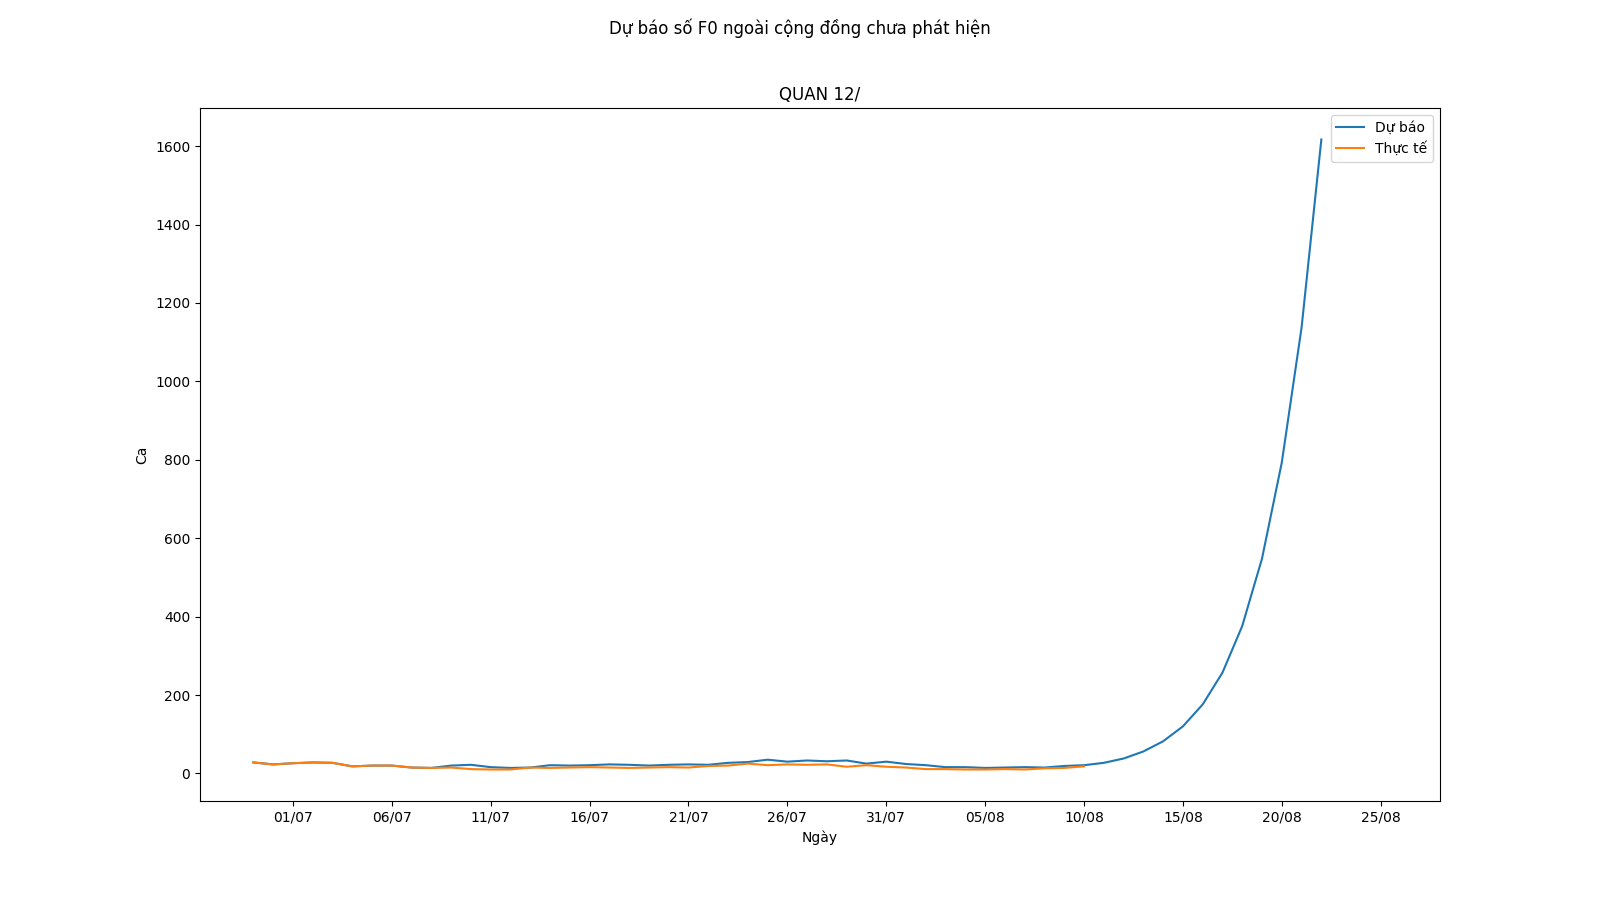 Dự báo số F0 ngoài cộng đồng chưa phát hiện
QUAN 12/
Dự báo
Thực tế
1600
1400
1200
1000
800
600
400
200
0
Ca
01/07 06/07 11/07 16/07 21/07 26/07 31/07 05/08 10/08 15/08 20/08 25/08
Ngày